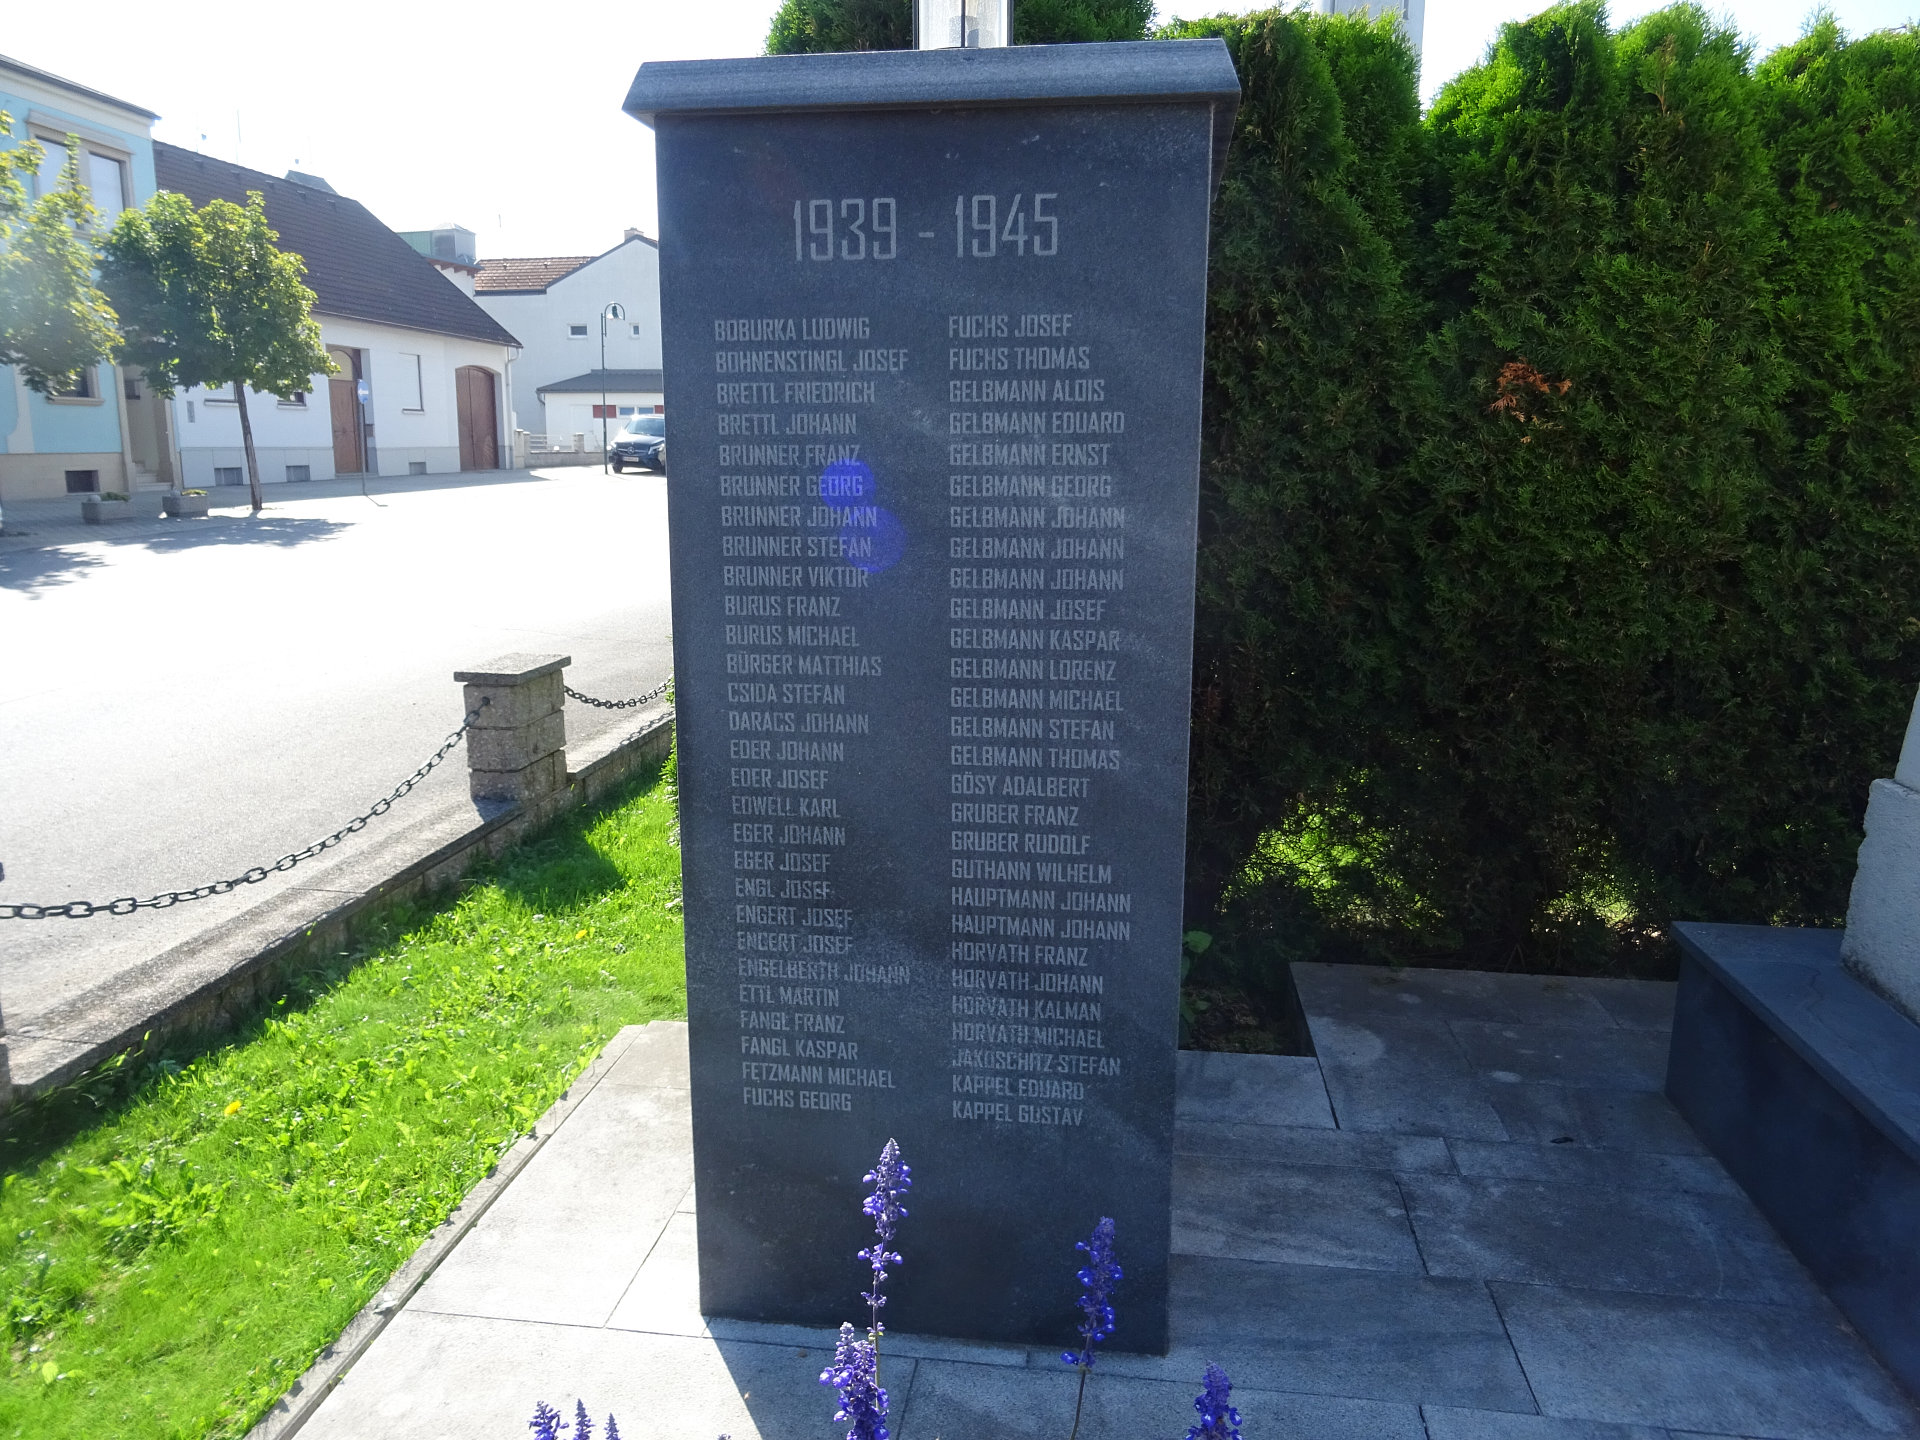 1939 - 1945
BOBURKA LUDWIG
BOHNENSTINGL JOSEF
BRETTL FRIEDRICH
BRETTL JOHANN
BRUNNER FRANZ
BRUNNER GEORG
BRUNNER JOHANN
BRUNNER STEFAN
BRUNNER VIKTOR
BURUS FRANZ
BURUS MICHAEL
BÜRGER MATTHIAS
CSIDA STEFAN
DARACS JOHANN
EDER JOHANN
EDER JOSEF
EDWELL KARL
EGER JOHANN
EGER JOSEF
ENGL JOSEF
ENGERT JOSEF
ENGERT JOSEF
ENGELBERTH JOHANN
ETTL MARTIN
FANGL FRANZ
FANGL KASPAR
FETZMANN MICHAEL
FUCHS GEORG
FUCHS JOSEF
FUCHS THOMAS
GELBMANN ALOIS
GELBMANN EDUARD
GELBMANN ERNST
GELBMANN GEORG
GELBMANN JOHANN
GELBMANN JOHANN
GELBMANN JOHANN
GELBMANN JOSEF
GELBMANN KASPAR
GELBMANN LORENZ
GELBMANN MICHAEL
GELBMANN STEFAN
GELBMANN THOMAS
GÖSY ADALBERT
GRUBER FRANZ
GRUBER RUDOLF
GUTHANN WILHELM
HAUPTMANN JOHANN
HAUPTMANN JOHANN
HORVATH FRANZ
HORVATH JOHANN
HORVATH KALMAN
HORVATH MICHAEL
JAKOSCHITZ STEFAN
KAPPEL EDUARD
KAPPEL GUSTAV